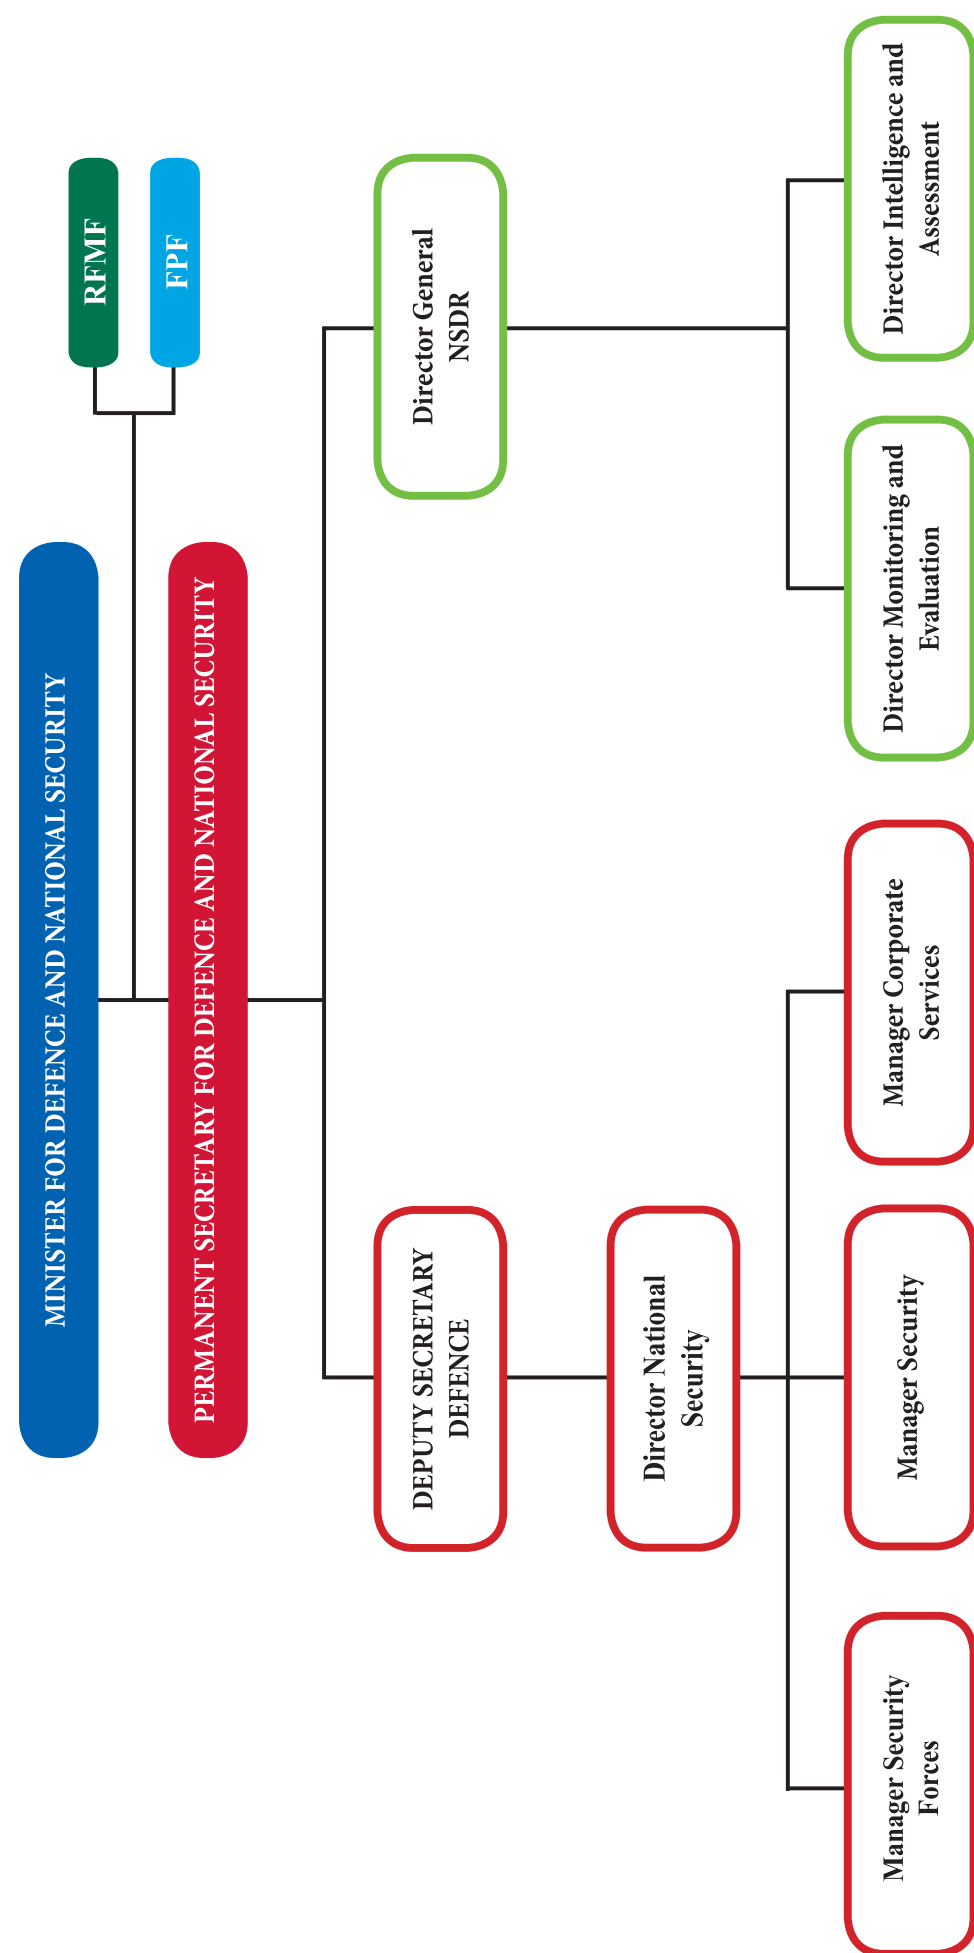 MINISTER FOR DEFENCE AND NATIONAL SECURITY
RFMF
FPF
PERMANENT SECRETARY FOR DEFENCE AND NATIONAL SECURITY
DEPUTY SECRETARY
DEFENCE
Director General
NSDR
Director National
Security
Manager Security
Forces
Manager Security
Manager Corporate
Services
Director Monitoring and
Evaluation
Director Intelligence and
Assessment